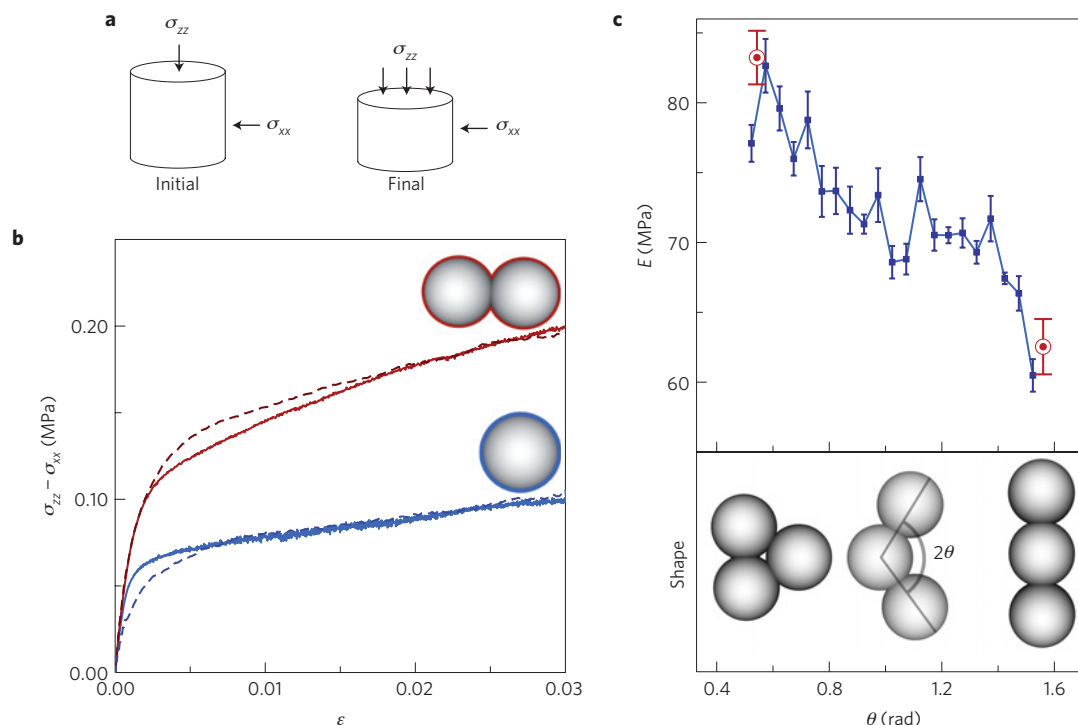 a
σzz
σxx
Initial
σzz
σxx
Final
b
σzz − σxx (MPa)
0.20
0.10
0.00
0.00
0.01
0.02
0.03
ε
c
E (MPa)
80
70
60
Shape
2θ
0.4
0.8
1.2
1.6
θ (rad)